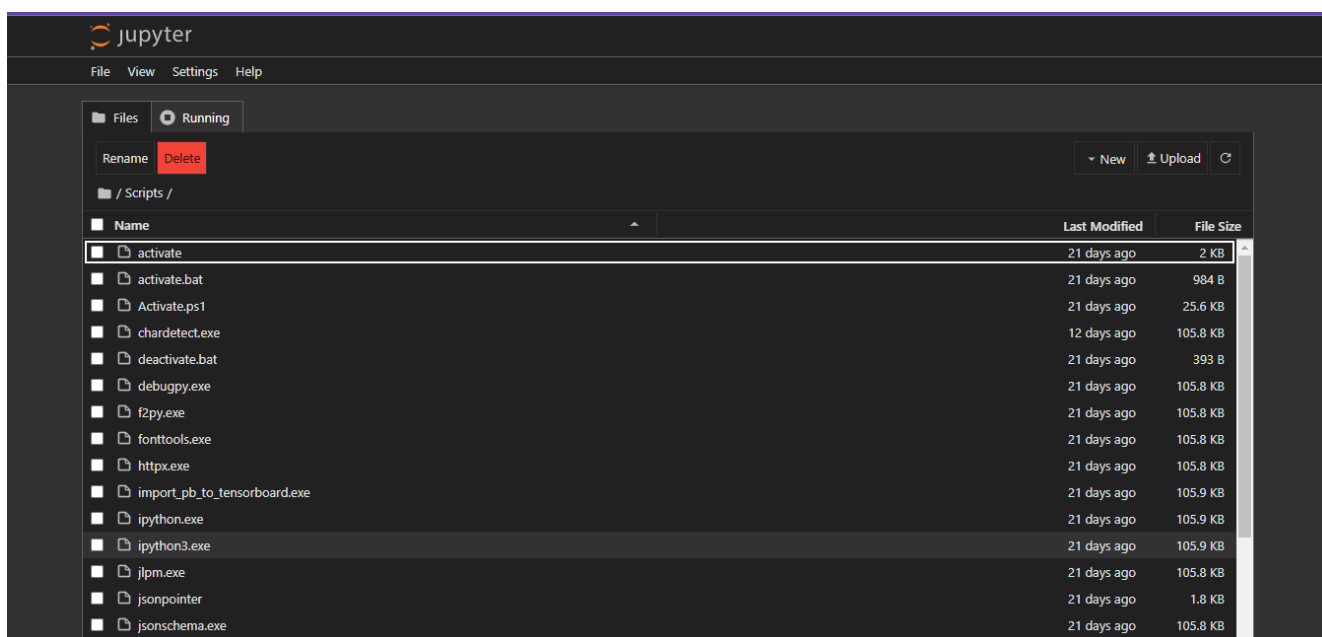 jupyter
File View Settings Help
Files Running
Rename Delete New Upload
/ Scripts /
Name Last Modified File Size
activate 21 days ago 2 KB
activate.bat 21 days ago 984 B
Activate.ps1 21 days ago 25.6 KB
chardetect.exe 12 days ago 105.8 KB
deactivate.bat 21 days ago 393 B
debugpy.exe 21 days ago 105.8 KB
f2py.exe 21 days ago 105.8 KB
fonttools.exe 21 days ago 105.8 KB
httpx.exe 21 days ago 105.8 KB
import_pb_to_tensorboard.exe 21 days ago 105.9 KB
ipython.exe 21 days ago 105.9 KB
ipython3.exe 21 days ago 105.9 KB
jlpm.exe 21 days ago 105.8 KB
jsonpointer 21 days ago 1.8 KB
jsonschema.exe 21 days ago 105.8 KB